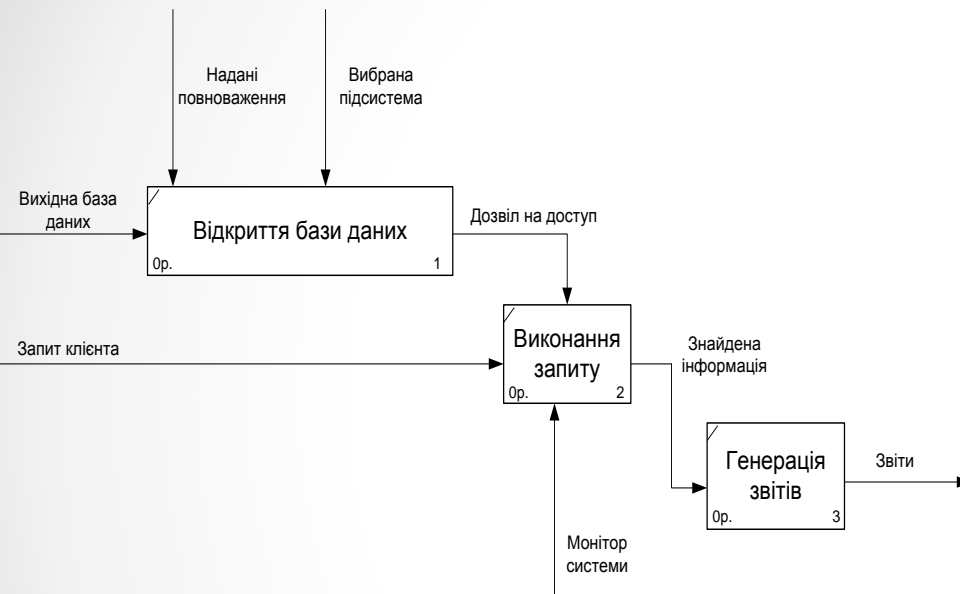 Надані
повноваження
Вибрана
підсистема
Вихідна база
даних
Відкриття бази даних
0р.
1
Дозвіл на доступ
Запит клієнта
Виконання
запиту
0р.
2
Знайдена
інформація
Генерація
звітів
0р.
3
Звіти
Монітор
системи